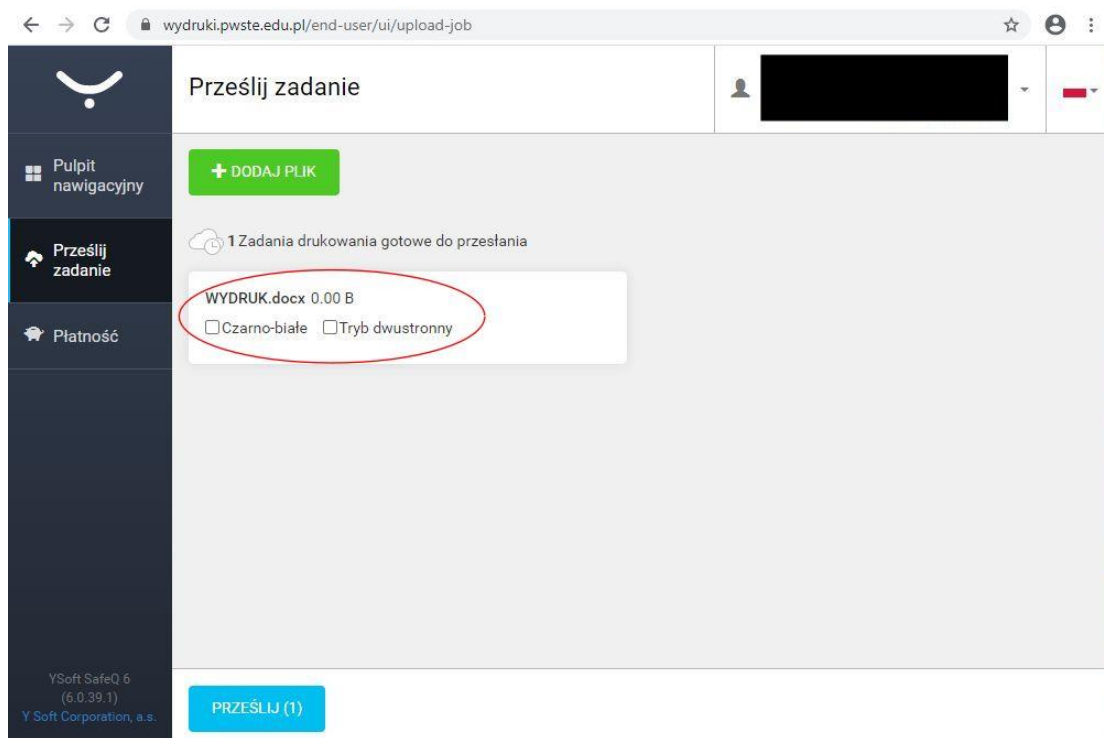 wydruki.pwste.edu.pl/end-user/ui/upload-job
Prześlij zadanie
Pulpit
nawigacyjny
Prześlij
zadanie
Płatność
YSoft SafeQ 6
(6.0.39.1)
Y Soft Corporation, a.s.
+ DODAJ PLIK
1 Zadania drukowania gotowe do przesłania
WYDRUK.docx 0.00 B
Czarno-białe Tryb dwustronny
PRZEŚLIJ (1)